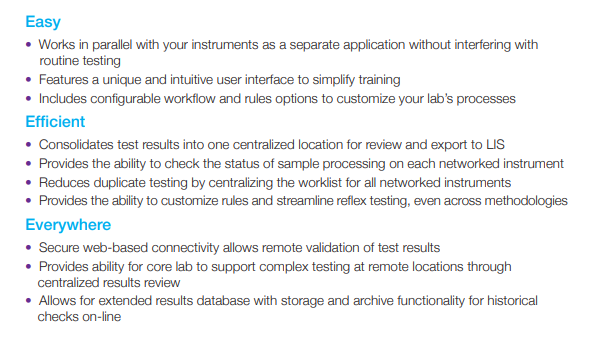 Easy
• Works in parallel with your instruments as a separate application without interfering with
routine testing
• Features a unique and intuitive user interface to simplify training
• Includes configurable workflow and rules options to customize your lab's processes
Efficient
• Consolidates test results into one centralized location for review and export to LIS
• Provides the ability to check the status of sample processing on each networked instrument
• Reduces duplicate testing by centralizing the worklist for all networked instruments
• Provides the ability to customize rules and streamline reflex testing, even across methodologies
Everywhere
• Secure web-based connectivity allows remote validation of test results
• Provides ability for core lab to support complex testing at remote locations through
centralized results review
• Allows for extended results database with storage and archive functionality for historical
checks on-line